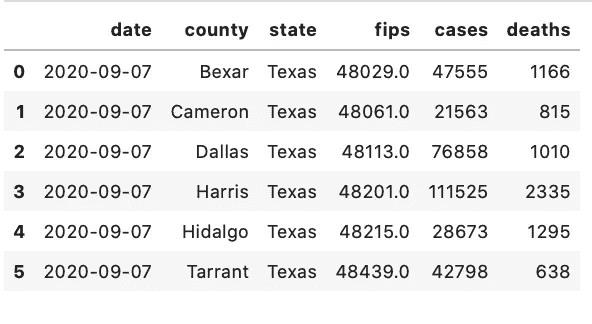 date county state fips cases deaths
0 2020-09-07 Bexar Texas 48029.0 47555 1166
1 2020-09-07 Cameron Texas 48061.0 21563 815
2 2020-09-07 Dallas Texas 48113.0 76858 1010
3 2020-09-07 Harris Texas 48201.0 111525 2335
4 2020-09-07 Hidalgo Texas 48215.0 28673 1295
5 2020-09-07 Tarrant Texas 48439.0 42798 638